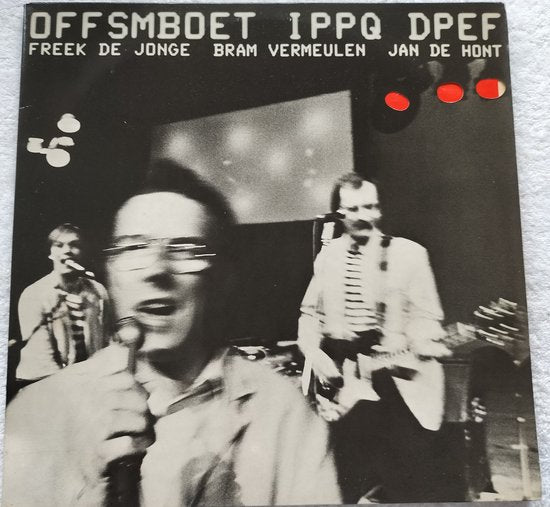 OFFSMBOET IPPQ DPEF
FREEK DE JONGE BRAM VERMEULEN JAN DE HONT